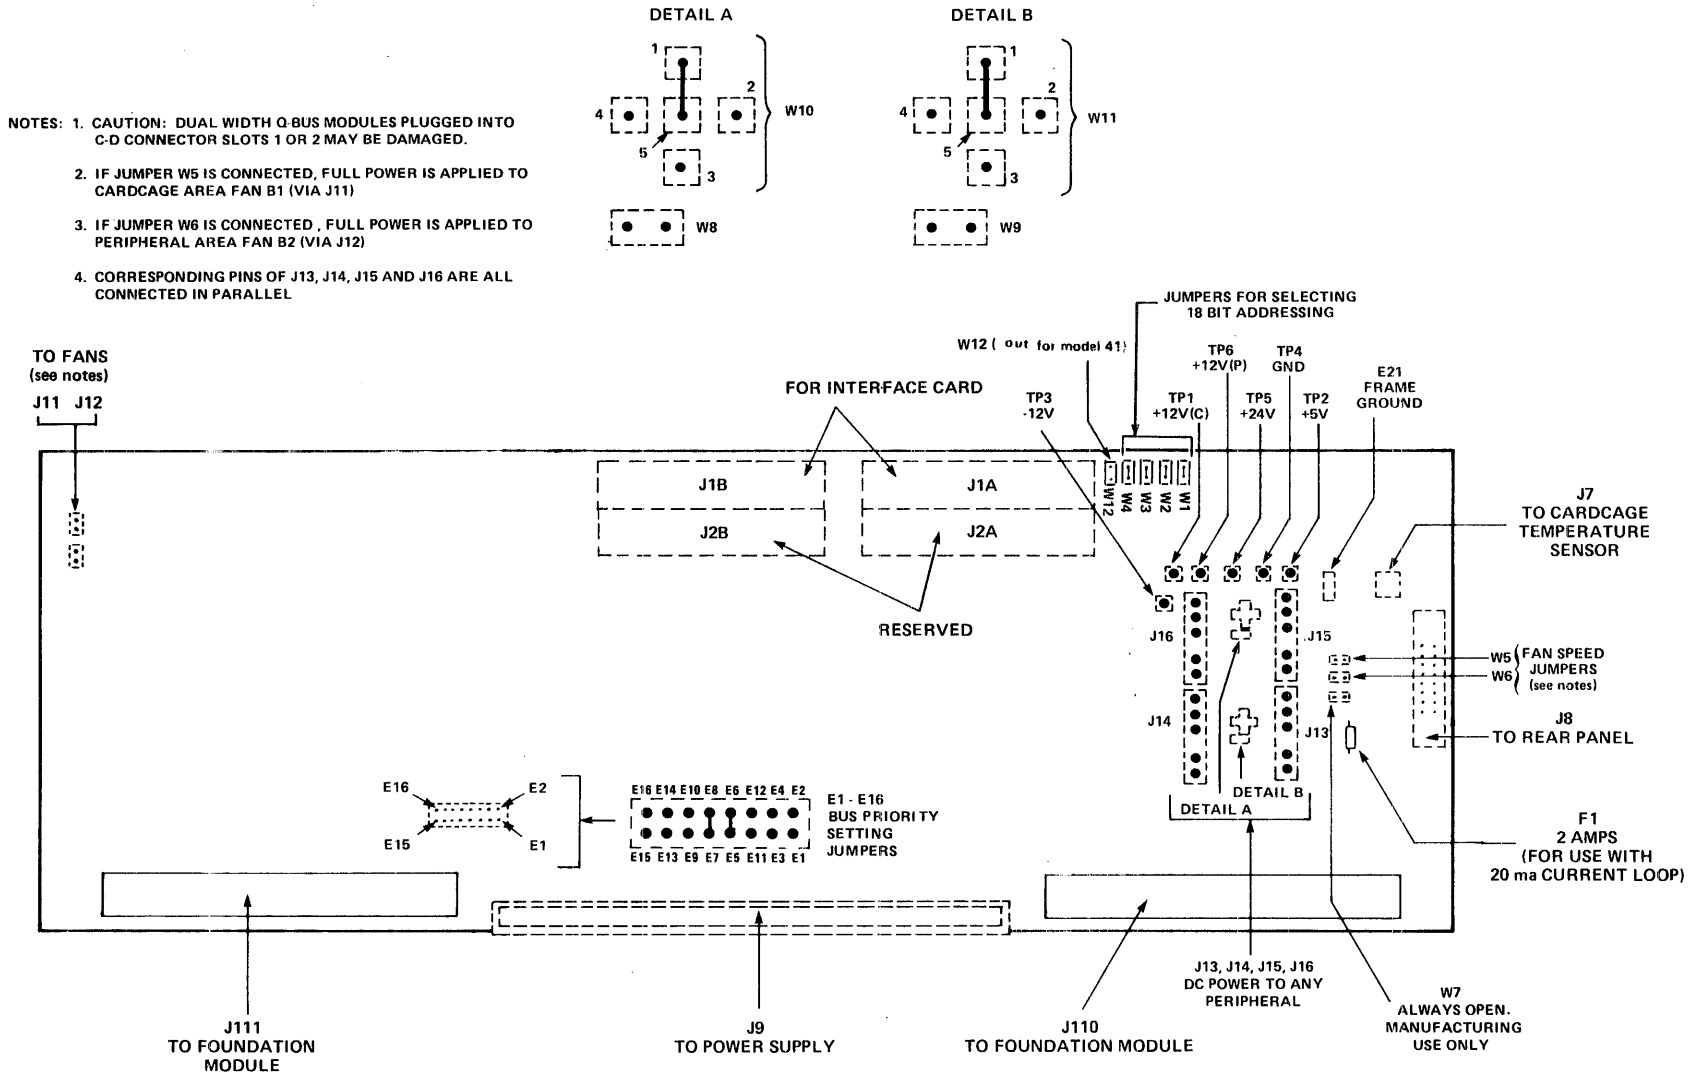 DETAIL A
1
2
4
5
3
W10
W8
DETAIL B
1
2
4
5
3
W11
W9
NOTES: 1. CAUTION: DUAL WIDTH Q-BUS MODULES PLUGGED INTO
C-D CONNECTOR SLOTS 1 OR 2 MAY BE DAMAGED.
2. IF JUMPER W5 IS CONNECTED, FULL POWER IS APPLIED TO
CARDCAGE AREA FAN B1 (VIA J11)
3. IF JUMPER W6 IS CONNECTED, FULL POWER IS APPLIED TO
PERIPHERAL AREA FAN B2 (VIA J12)
4. CORRESPONDING PINS OF J13, J14, J15 AND J16 ARE ALL
CONNECTED IN PARALLEL
JUMPERS FOR SELECTING
18 BIT ADDRESSING
W12 (out for model 41)
TO FANS
(see notes)
J11 J12
FOR INTERFACE CARD
TP3
-12V
TP1
+12V(C)
TP6
+12V(P)
TP5
+24V
TP4
GND
TP2
+5V
E21
FRAME
GROUND
J1B
J1A
J2B
J2A
W12
W4
W3
W2
W1
RESERVED
J7
TO CARDCAGE
TEMPERATURE
SENSOR
J16
J15
J14
J13
W5
W6
FAN SPEED
JUMPERS
(see notes)
J8
TO REAR PANEL
DETAIL A
DETAIL B
E16
E2
E15
E1
E16 E14 E10 E8 E6 E12 E4 E2
E15 E13 E9 E7 E5 E11 E3 E1
E1 - E16
BUS PRIORITY
SETTING
JUMPERS
F1
2 AMPS
(FOR USE WITH
20 ma CURRENT LOOP)
J13, J14, J15, J16
DC POWER TO ANY
PERIPHERAL
W7
ALWAYS OPEN.
MANUFACTURING
USE ONLY
J111
TO FOUNDATION
MODULE
J9
TO POWER SUPPLY
J110
TO FOUNDATION MODULE